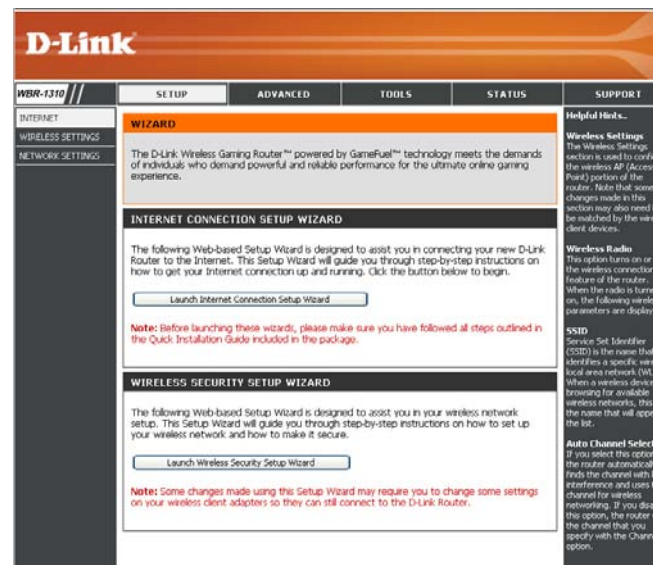 D-Link
WBR-1310
SETUP
ADVANCED
TOOLS
STATUS
SUPPORT
INTERNET
WIRELESS SETTINGS
NETWORK SETTINGS
WIZARD
The D-Link Wireless Gaming Router™ powered by GameFuel™ technology meets the demands
of individuals who demand powerful and reliable performance for the ultimate online gaming
experience.
INTERNET CONNECTION SETUP WIZARD
The following Web-based Setup Wizard is designed to assist you in connecting your new D-Link
Router to the Internet. This Setup Wizard will guide you through step-by-step instructions on
how to get your Internet connection up and running. Click the button below to begin.
Launch Internet Connection Setup Wizard
Note: Before launching these wizards, please make sure you have followed all steps outlined in
the Quick Installation Guide included in the package.
WIRELESS SECURITY SETUP WIZARD
The following Web-based Setup Wizard is designed to assist you in your wireless network
setup. This Setup Wizard will guide you through step-by-step instructions on how to set up
your wireless network and how to make it secure.
Launch Wireless Security Setup Wizard
Note: Some changes made using this Setup Wizard may require you to change some settings
on your wireless client adapters so they can still connect to the D-Link Router.
Helpful Hints..
Wireless Settings
The Wireless Settings
section is used to
the wireless AP
Point) portion of the
router. Note that some
changes made in this
section may also need
be matched by the
client devices.
Wireless Radio
This option turns on or
the wireless connection
feature of the router.
When the radio is
on, the following
parameters are
SSID
Service Set Identifier
(SSID) is the name that
identifies a specific
local area network
When a wireless device
browsing for available
wireless networks, this
the name that will
the list.
Auto Channel Select
If you select this option
the router automatically
finds the channel with
interference and uses
channel for wireless
networking. If you
this option, the router
the channel that you
specify with the
option.